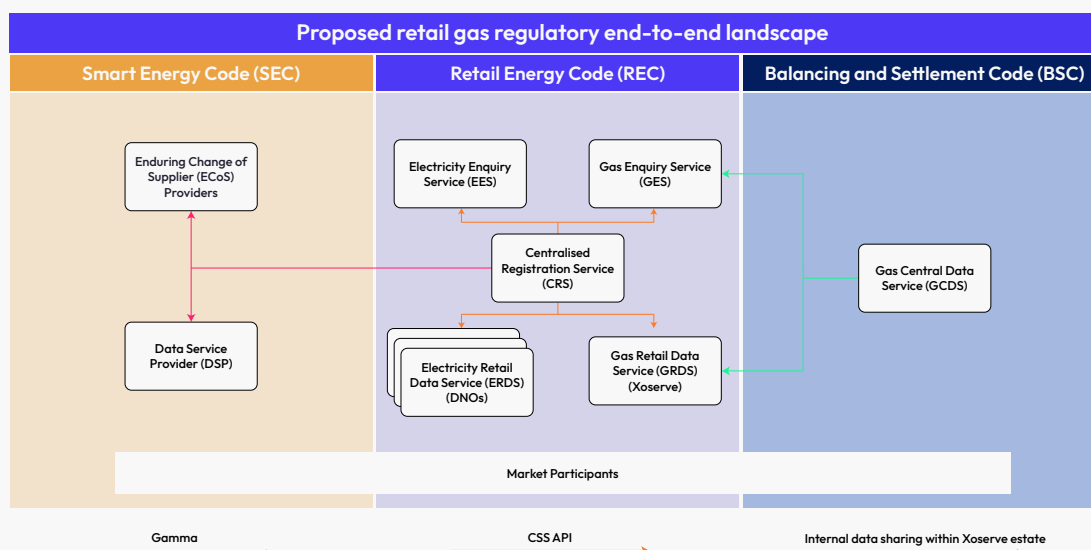 Proposed retail gas regulatory end-to-end landscape
Smart Energy Code (SEC)
Retail Energy Code (REC)
Balancing and Settlement Code (BSC)
Enduring Change of
Supplier (ECoS)
Providers
Electricity Enquiry
Service (EES)
Gas Enquiry Service
(GES)
Centralised
Registration Service
(CRS)
Gas Central Data
Service (GCDS)
Data Service
Provider (DSP)
Electricity Retail
Data Service (ERDS)
(DNOs)
Gas Retail Data
Service (GRDS)
(Xoserve)
Market Participants
Gamma
CSS API
Internal data sharing within Xoserve estate